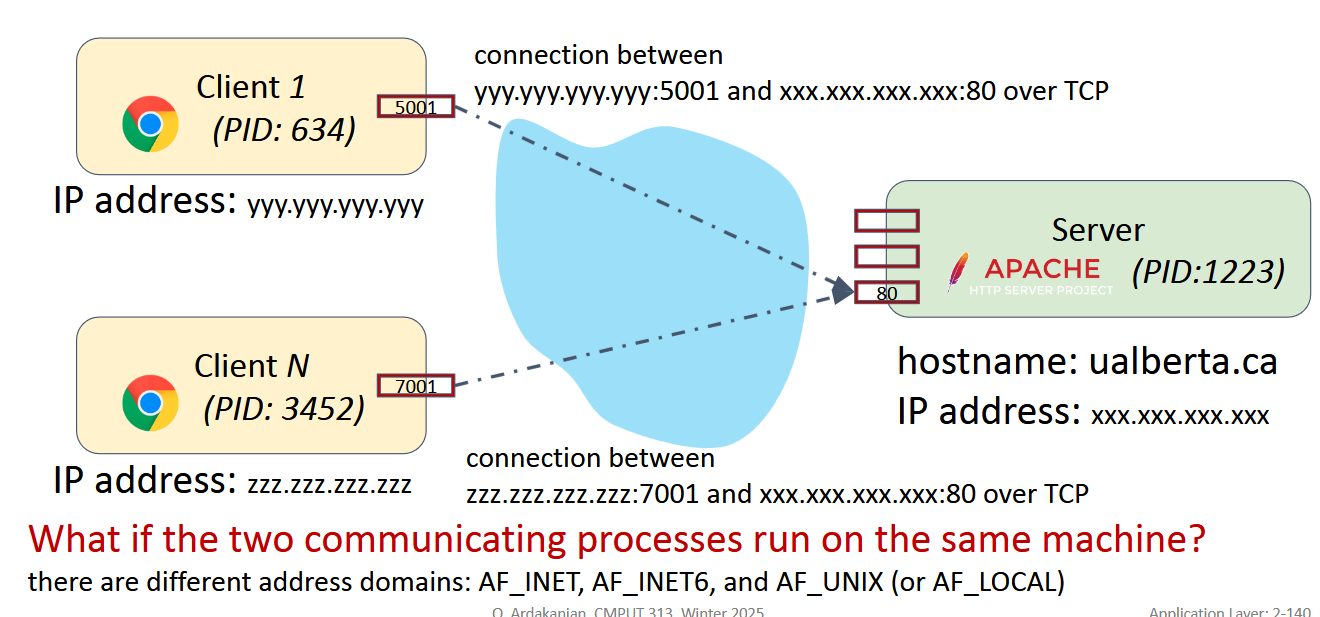 connection between
yyy.yyy.yyy.yyy:5001 and xxx.xxx.xxx.xxx:80 over TCP
Client 1
(PID: 634)
5001
IP address: yyy.yyy.yyy.yyy
Server
APACHE
HTTP SERVER PROJECT
(PID:1223)
80
hostname: ualberta.ca
IP address: xxx.xxx.xxx.xxx
Client N
(PID: 3452)
7001
IP address: zzz.zzz.zzz.zzz
connection between
zzz.zzz.zzz.zzz:7001 and xxx.xxx.xxx.xxx:80 over TCP
What if the two communicating processes run on the same machine?
there are different address domains: AF_INET, AF_INET6, and AF_UNIX (or AF_LOCAL)
O. Ardakanian, CMPUT 313, Winter 2025
Application Layer: 2-140